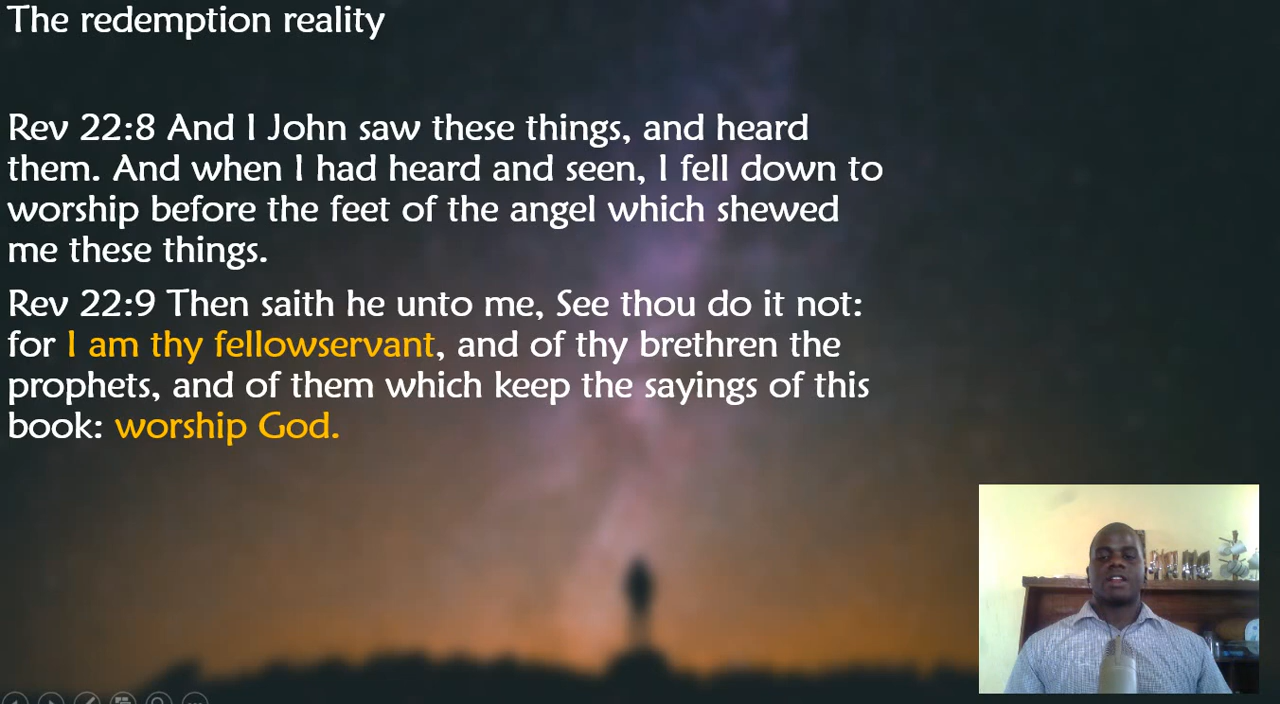 The redemption reality
Rev 22:8 And I John saw these things, and heard
them. And when I had heard and seen, I fell down to
worship before the feet of the angel which shewed
me these things.
Rev 22:9 Then saith he unto me, See thou do it not:
for I am thy fellowservant, and of thy brethren the
prophets, and of them which keep the sayings of this
book: worship God.